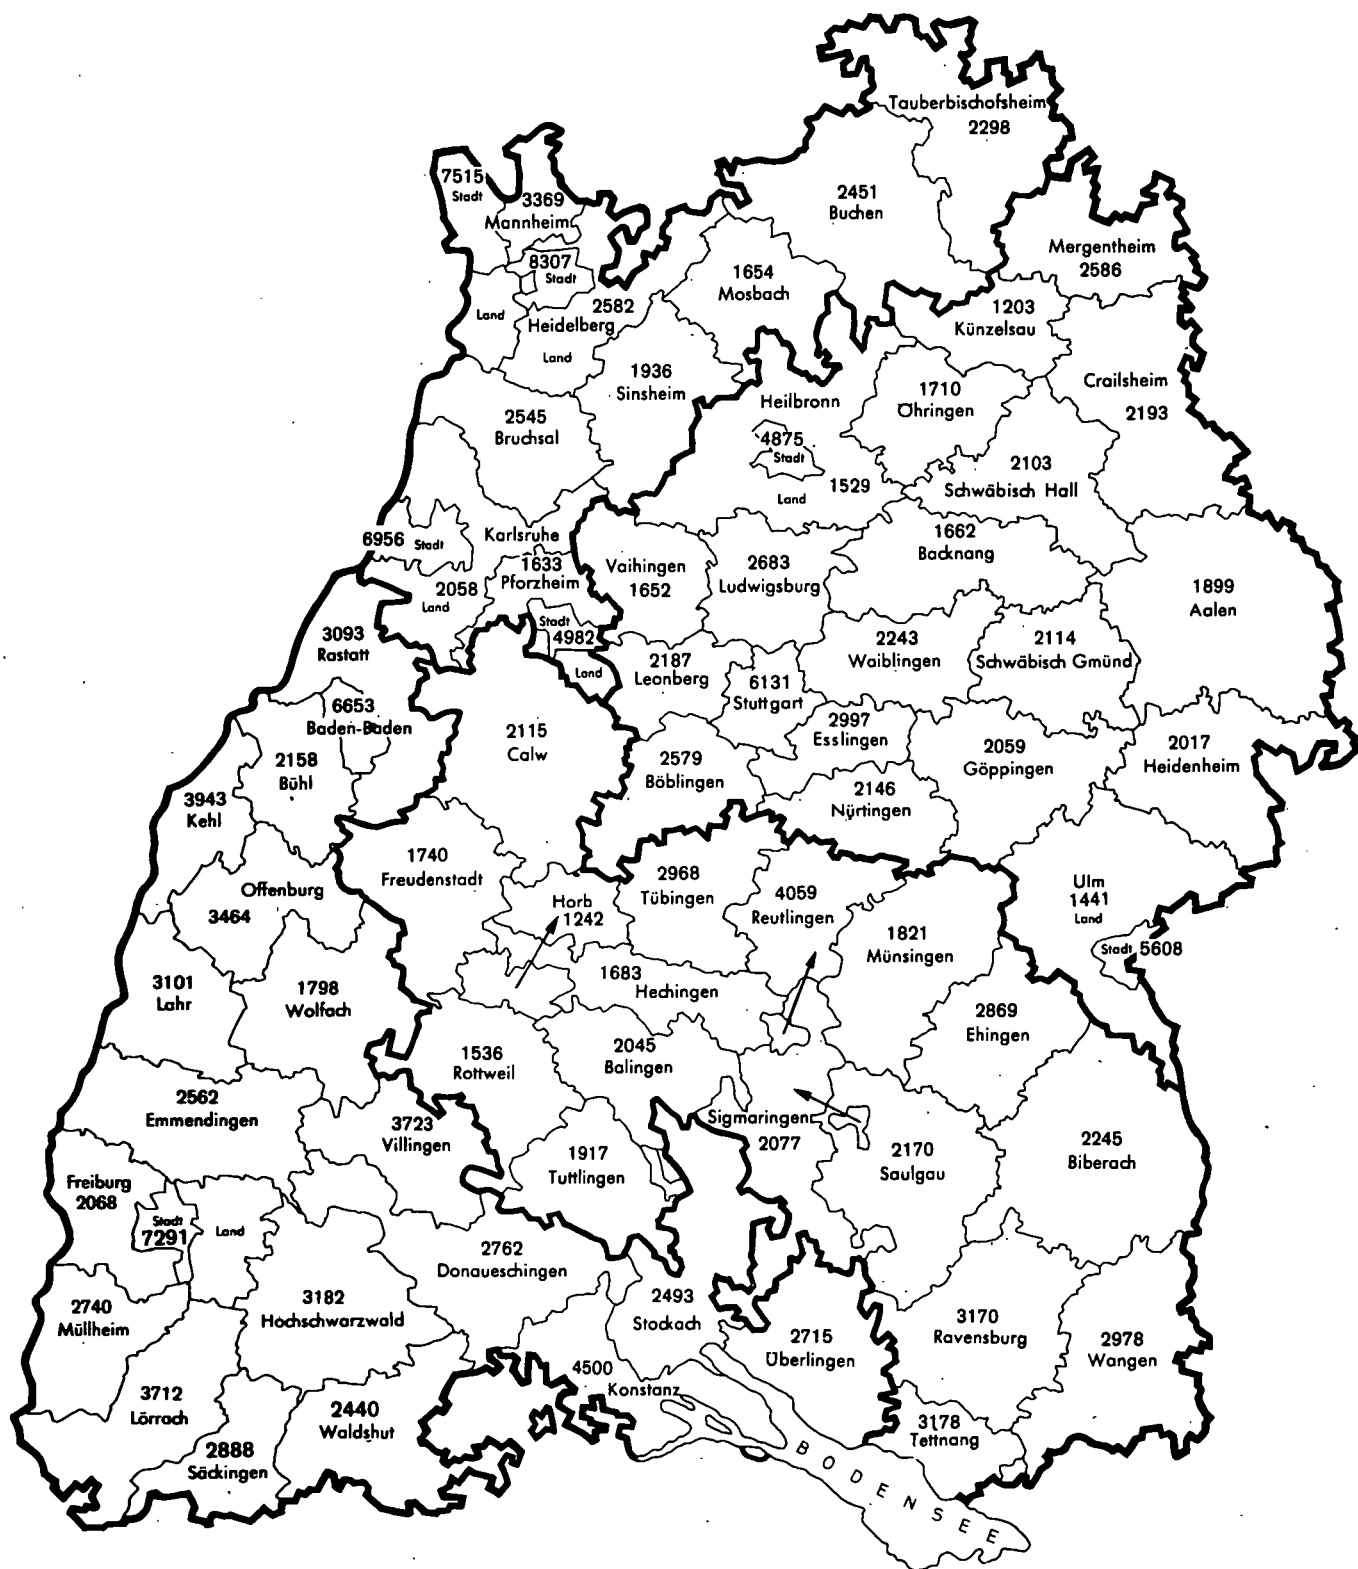 Tauberbischofsheim
2298
7515
Stadt
3369
Mannheim
2451
Buchen
Mergentheim
2586
8307
Stadt
1654
Mosbach
Land
2582
Heidelberg
Land
1203
Künzelsau
1936
Sinsheim
Crailsheim
2193
Heilbronn
1710
Öhringen
2545
Bruchsal
4875
Stadt
1529
Land
2103
Schwäbisch Hall
6956
Stadt
Karlsruhe
1662
Backnang
1633
Pforzheim
Vaihingen
1652
2683
Ludwigsburg
2058
Land
1899
Aalen
Stadt
4982
3093
Rastatt
2243
Waiblingen
2114
Schwäbisch Gmünd
2187
Leonberg
Land
6131
Stuttgart
6653
Baden-Baden
2115
Calw
2997
Esslingen
2158
Bühl
2579
Böblingen
2059
Göppingen
2017
Heidenheim
3943
Kehl
2146
Nürtingen
1740
Freudenstadt
2968
Tübingen
4059
Reutlingen
Ulm
1441
Land
Offenburg
3464
Horb
1242
1821
Münsingen
Stadt 5608
3101
Lahr
1798
Wolfach
1683
Hechingen
2869
Ehingen
1536
Rottweil
2045
Balingen
2562
Emmendingen
3723
Villingen
Sigmaringen
2077
2170
Saulgau
2245
Biberach
1917
Tuttlingen
Freiburg
2068
Stadt
7291
Land
2762
Donaueschingen
2740
Müllheim
3182
Hochschwarzwald
2493
Stockach
3170
Ravensburg
2715
Überlingen
2978
Wangen
4500
Konstanz
3712
Lörrach
2440
Waldshut
3178
Tettnang
2888
Säckingen
BODENSEE